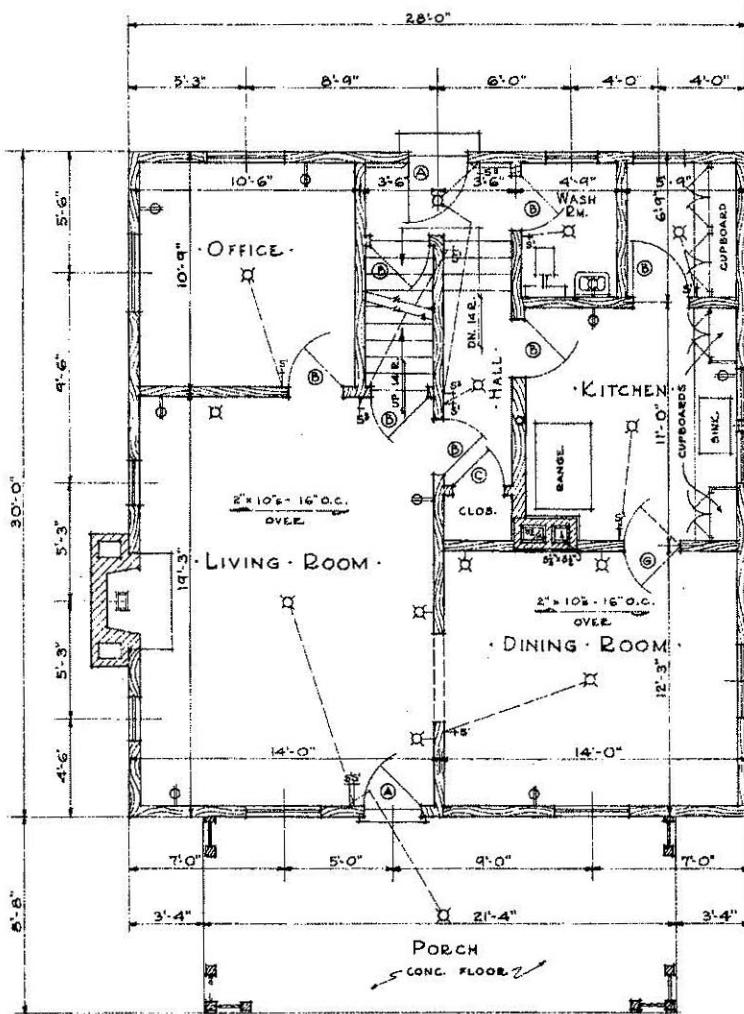 28'-0"
5'-3" 8'-9" 6'-0" 4'-0" 4'-0"
10'-6" 3'-6" 3'-6" 4'-9" 5'-9"
A
B
WASH
RM.
6'-9"
CUPBOARD
5'-6"
· OFFICE ·
10'-9"
B
B
DN. 14 R.
UP 14 R.
HALL
B
· KITCHEN ·
11'-0"
CUPBOARDS
SINK
9'-6"
B
B
B
C
RANGE
CLOS.
30'-0"
2" x 10"s - 16" O.C.
OVER
G
5'-3"
· LIVING · ROOM ·
19'-3"
2" x 10"s - 16" O.C.
OVER
· DINING · ROOM ·
12'-3"
5'-3"
4'-6"
14'-0" 14'-0"
A
7'-0" 5'-0" 9'-0" 7'-0"
3'-4" 21'-4" 3'-4"
8'-8"
PORCH
CONC. FLOOR